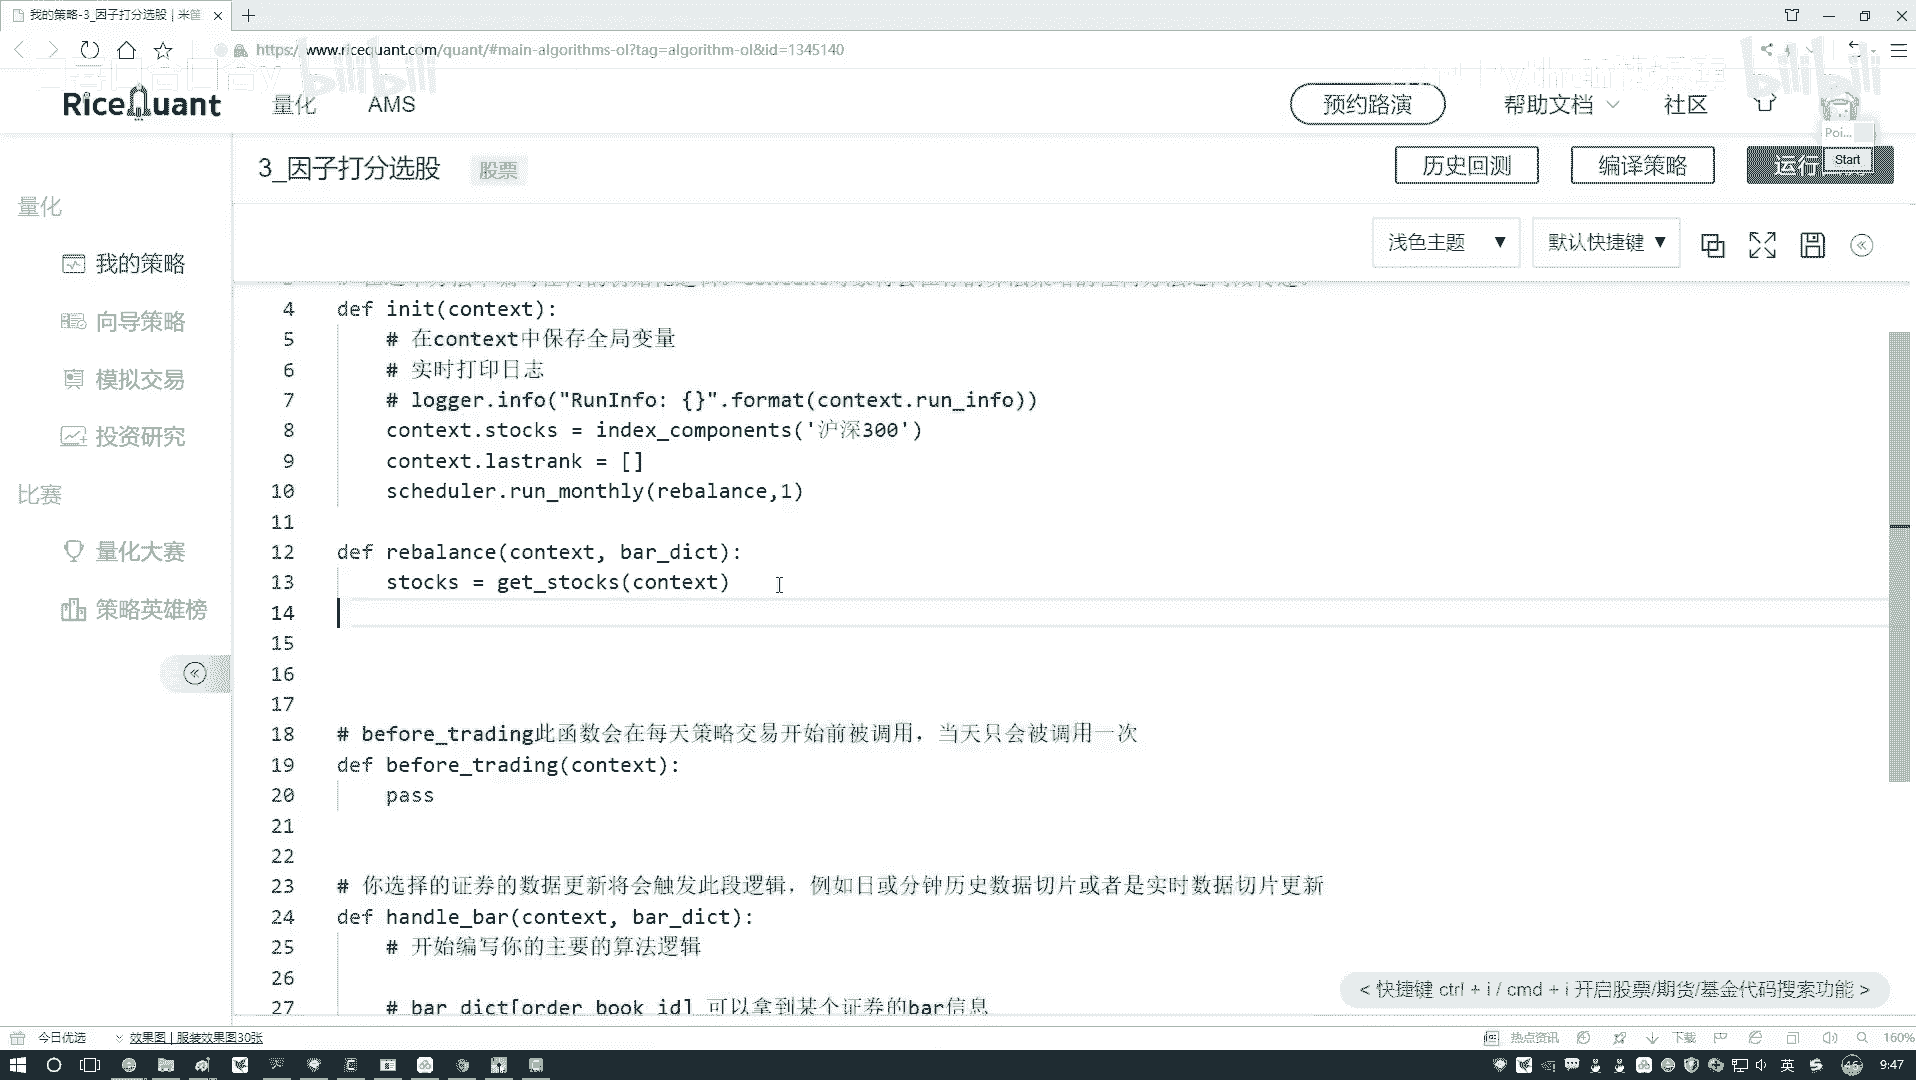 我的策略-3_因子打分选股 | 米筐
https://www.ricequant.com/quant/#main-algorithms-ol?tag=algorithm-ol&id=1345140
bilibili
bilibili
RiceQuant
量化
AMS
预约路演
帮助文档
社区
Poi...
Start
3_因子打分选股
股票
历史回测
编译策略
运行
浅色主题 ▼
默认快捷键 ▼
量化
我的策略
向导策略
模拟交易
投资研究
比赛
量化大赛
策略英雄榜
4 def init(context):
5 # 在context中保存全局变量
6 # 实时打印日志
7 # logger.info("RunInfo: {}".format(context.run_info))
8 context.stocks = index_components('沪深300')
9 context.lastrank = []
10 scheduler.run_monthly(rebalance,1)
11
12 def rebalance(context, bar_dict):
13 stocks = get_stocks(context)
14
15
16
17
18 # before_trading此函数会在每天策略交易开始前被调用，当天只会被调用一次
19 def before_trading(context):
20 pass
21
22
23 # 你选择的证券的数据更新将会触发此段逻辑，例如日或分钟历史数据切片或者是实时数据切片更新
24 def handle_bar(context, bar_dict):
25 # 开始编写你的主要的算法逻辑
26
27 # bar_dict[order_book_id] 可以拿到某个证券的bar信息
< 快捷键 ctrl + i / cmd + i 开启股票/期货/基金代码搜索功能 >
今日优选
效果图 | 服装效果图30张
热点资讯
下载
160%
英
46
9:47